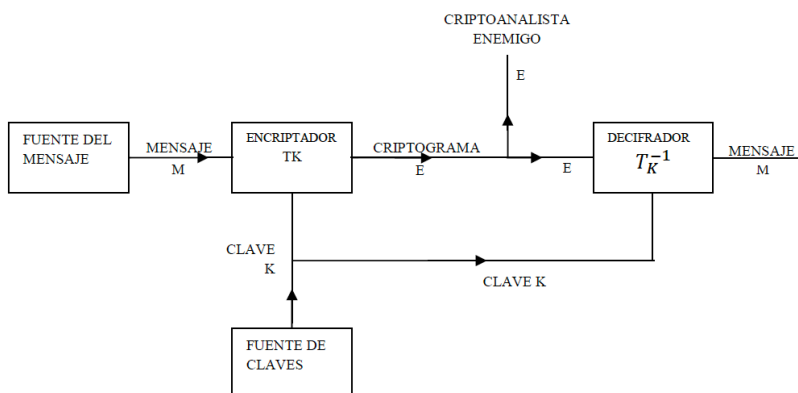 CRIPTOANALISTA
ENEMIGO
E
FUENTE DEL
MENSAJE
MENSAJE
M
ENCRIPTADOR
TK
CRIPTOGRAMA
E
E
DECIFRADOR
T_K^{-1}
MENSAJE
M
CLAVE
K
CLAVE K
FUENTE DE
CLAVES